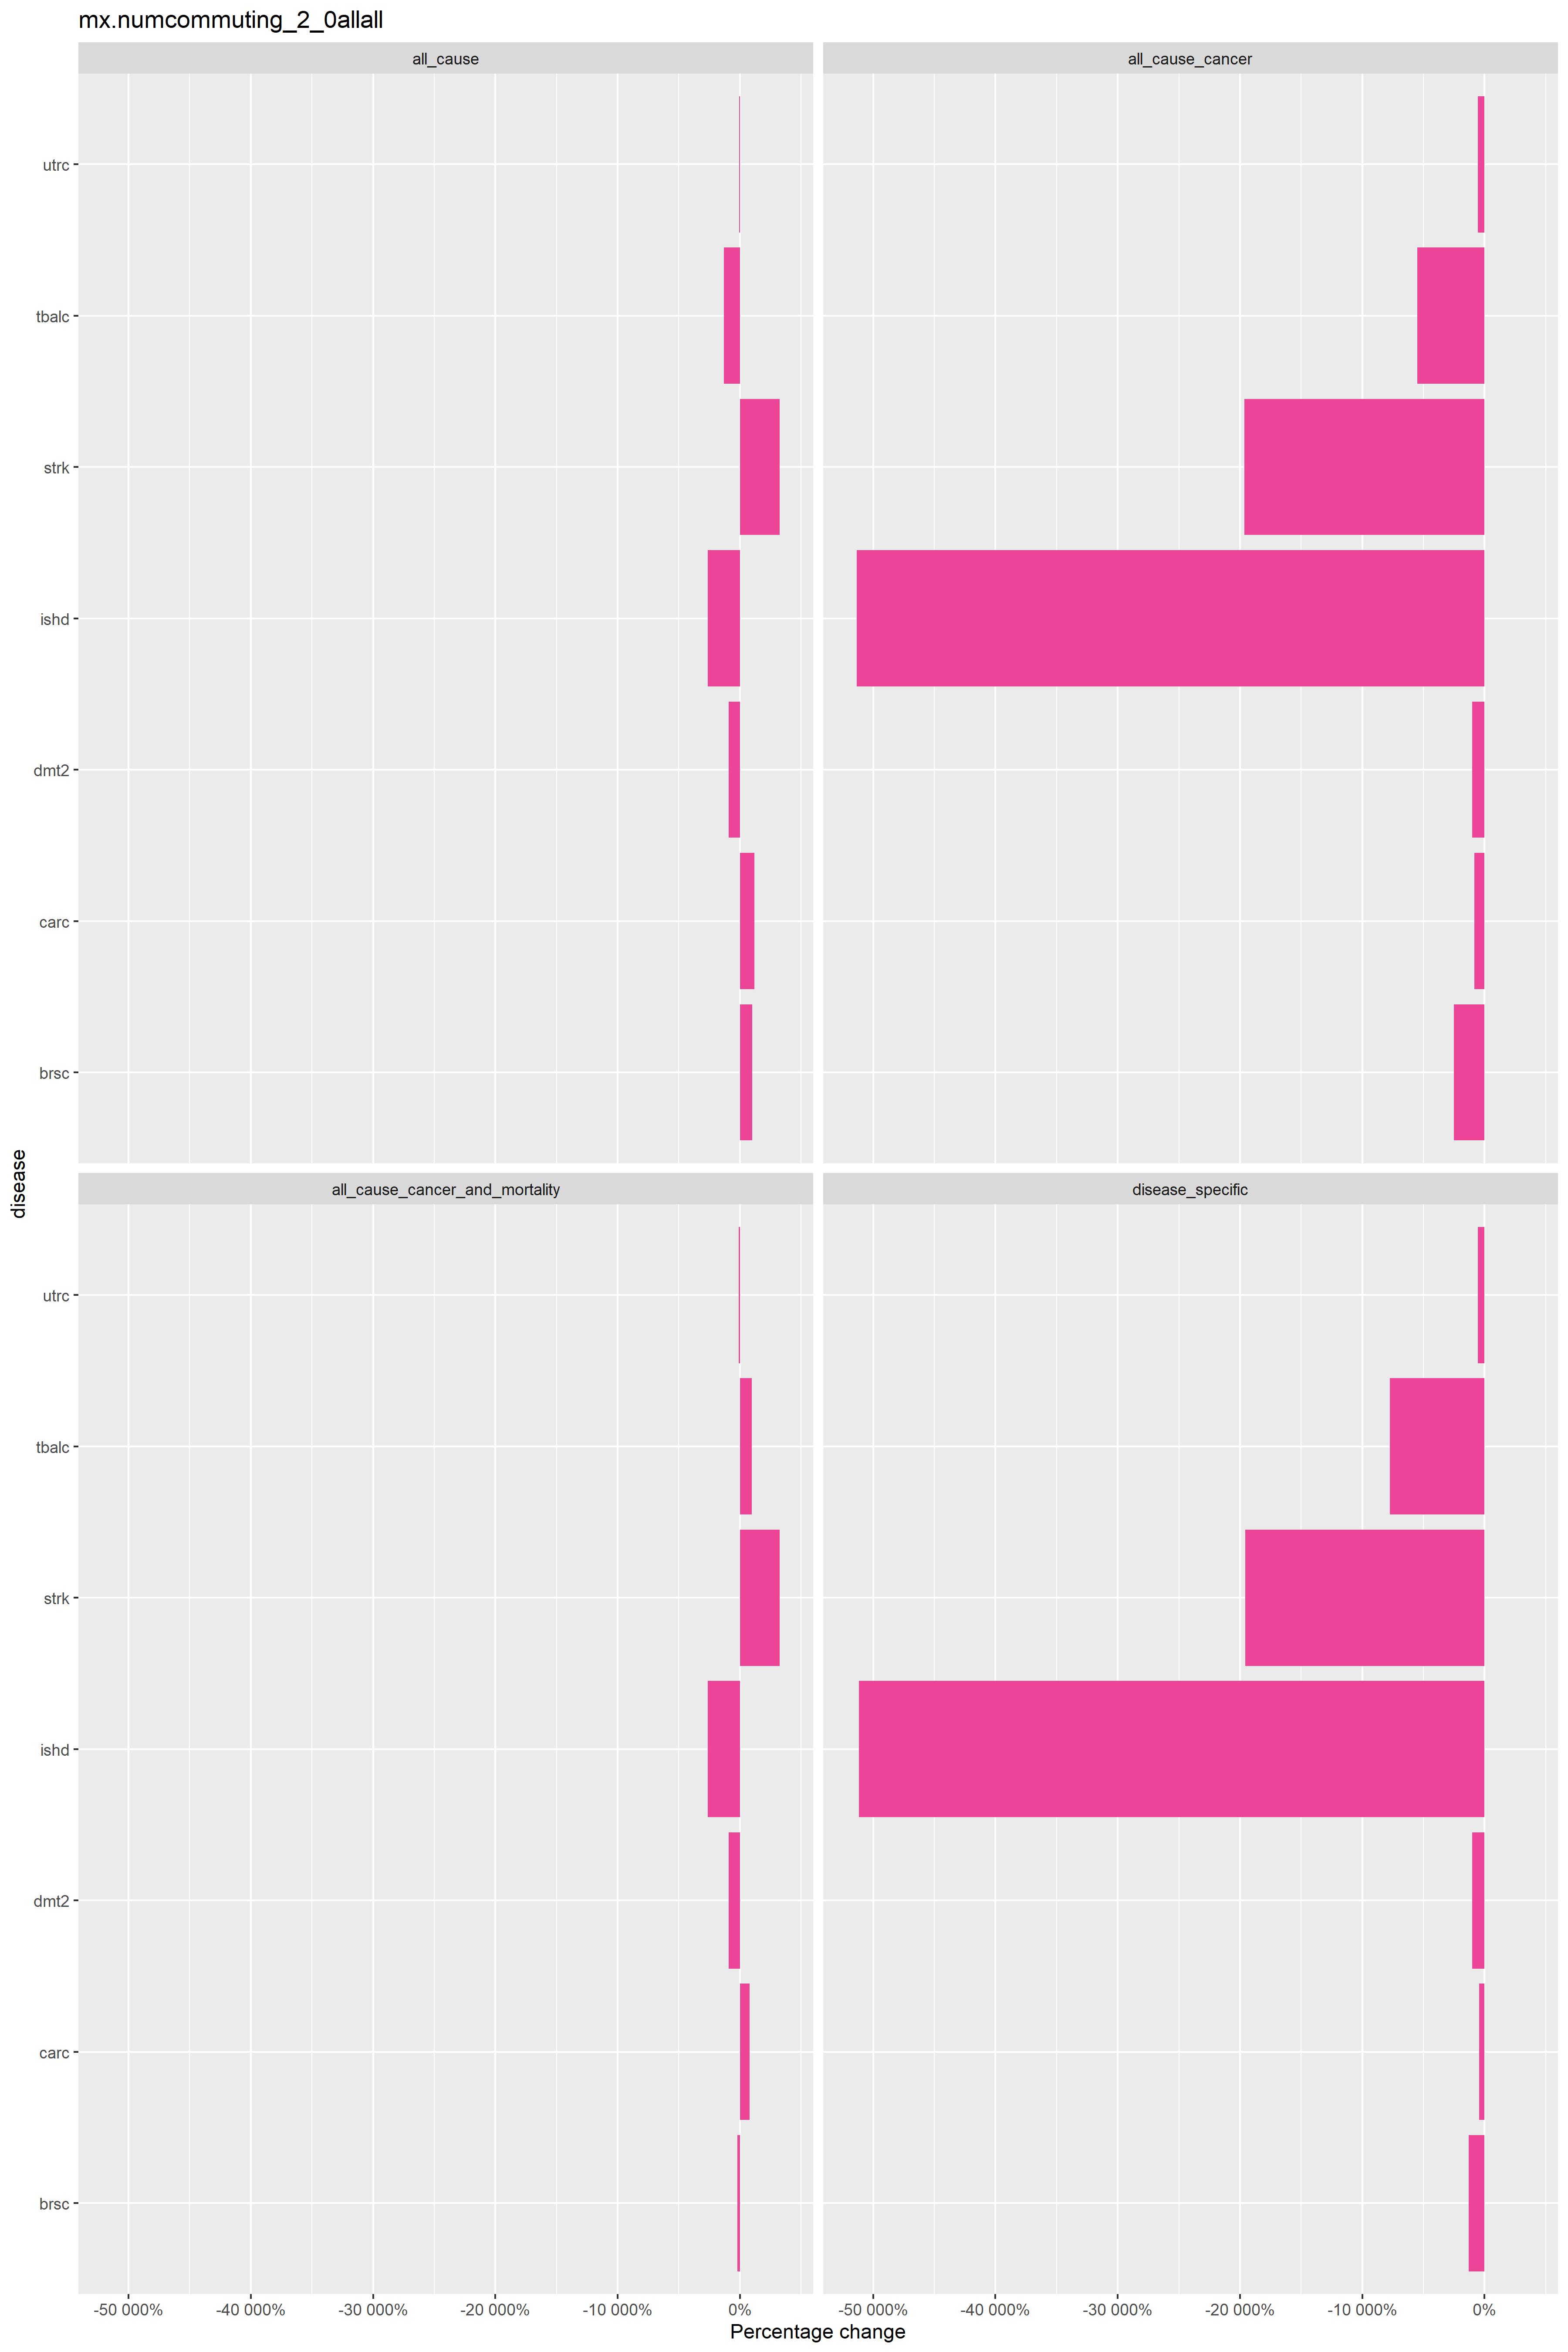 mx.numcommuting_2_0allall
all_cause
all_cause_cancer
utrc
tbalc
strk
ishd
dmt2
carc
brsc
disease
all_cause_cancer_and_mortality
disease_specific
utrc
tbalc
strk
ishd
dmt2
carc
brsc
-50 000% -40 000% -30 000% -20 000% -10 000% 0% -50 000% -40 000% -30 000% -20 000% -10 000% 0%
Percentage change